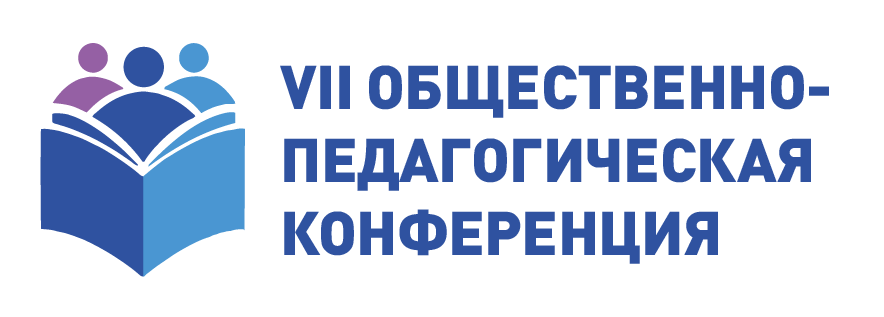 VII ОБЩЕСТВЕННО-
ПЕДАГОГИЧЕСКАЯ
КОНФЕРЕНЦИЯ